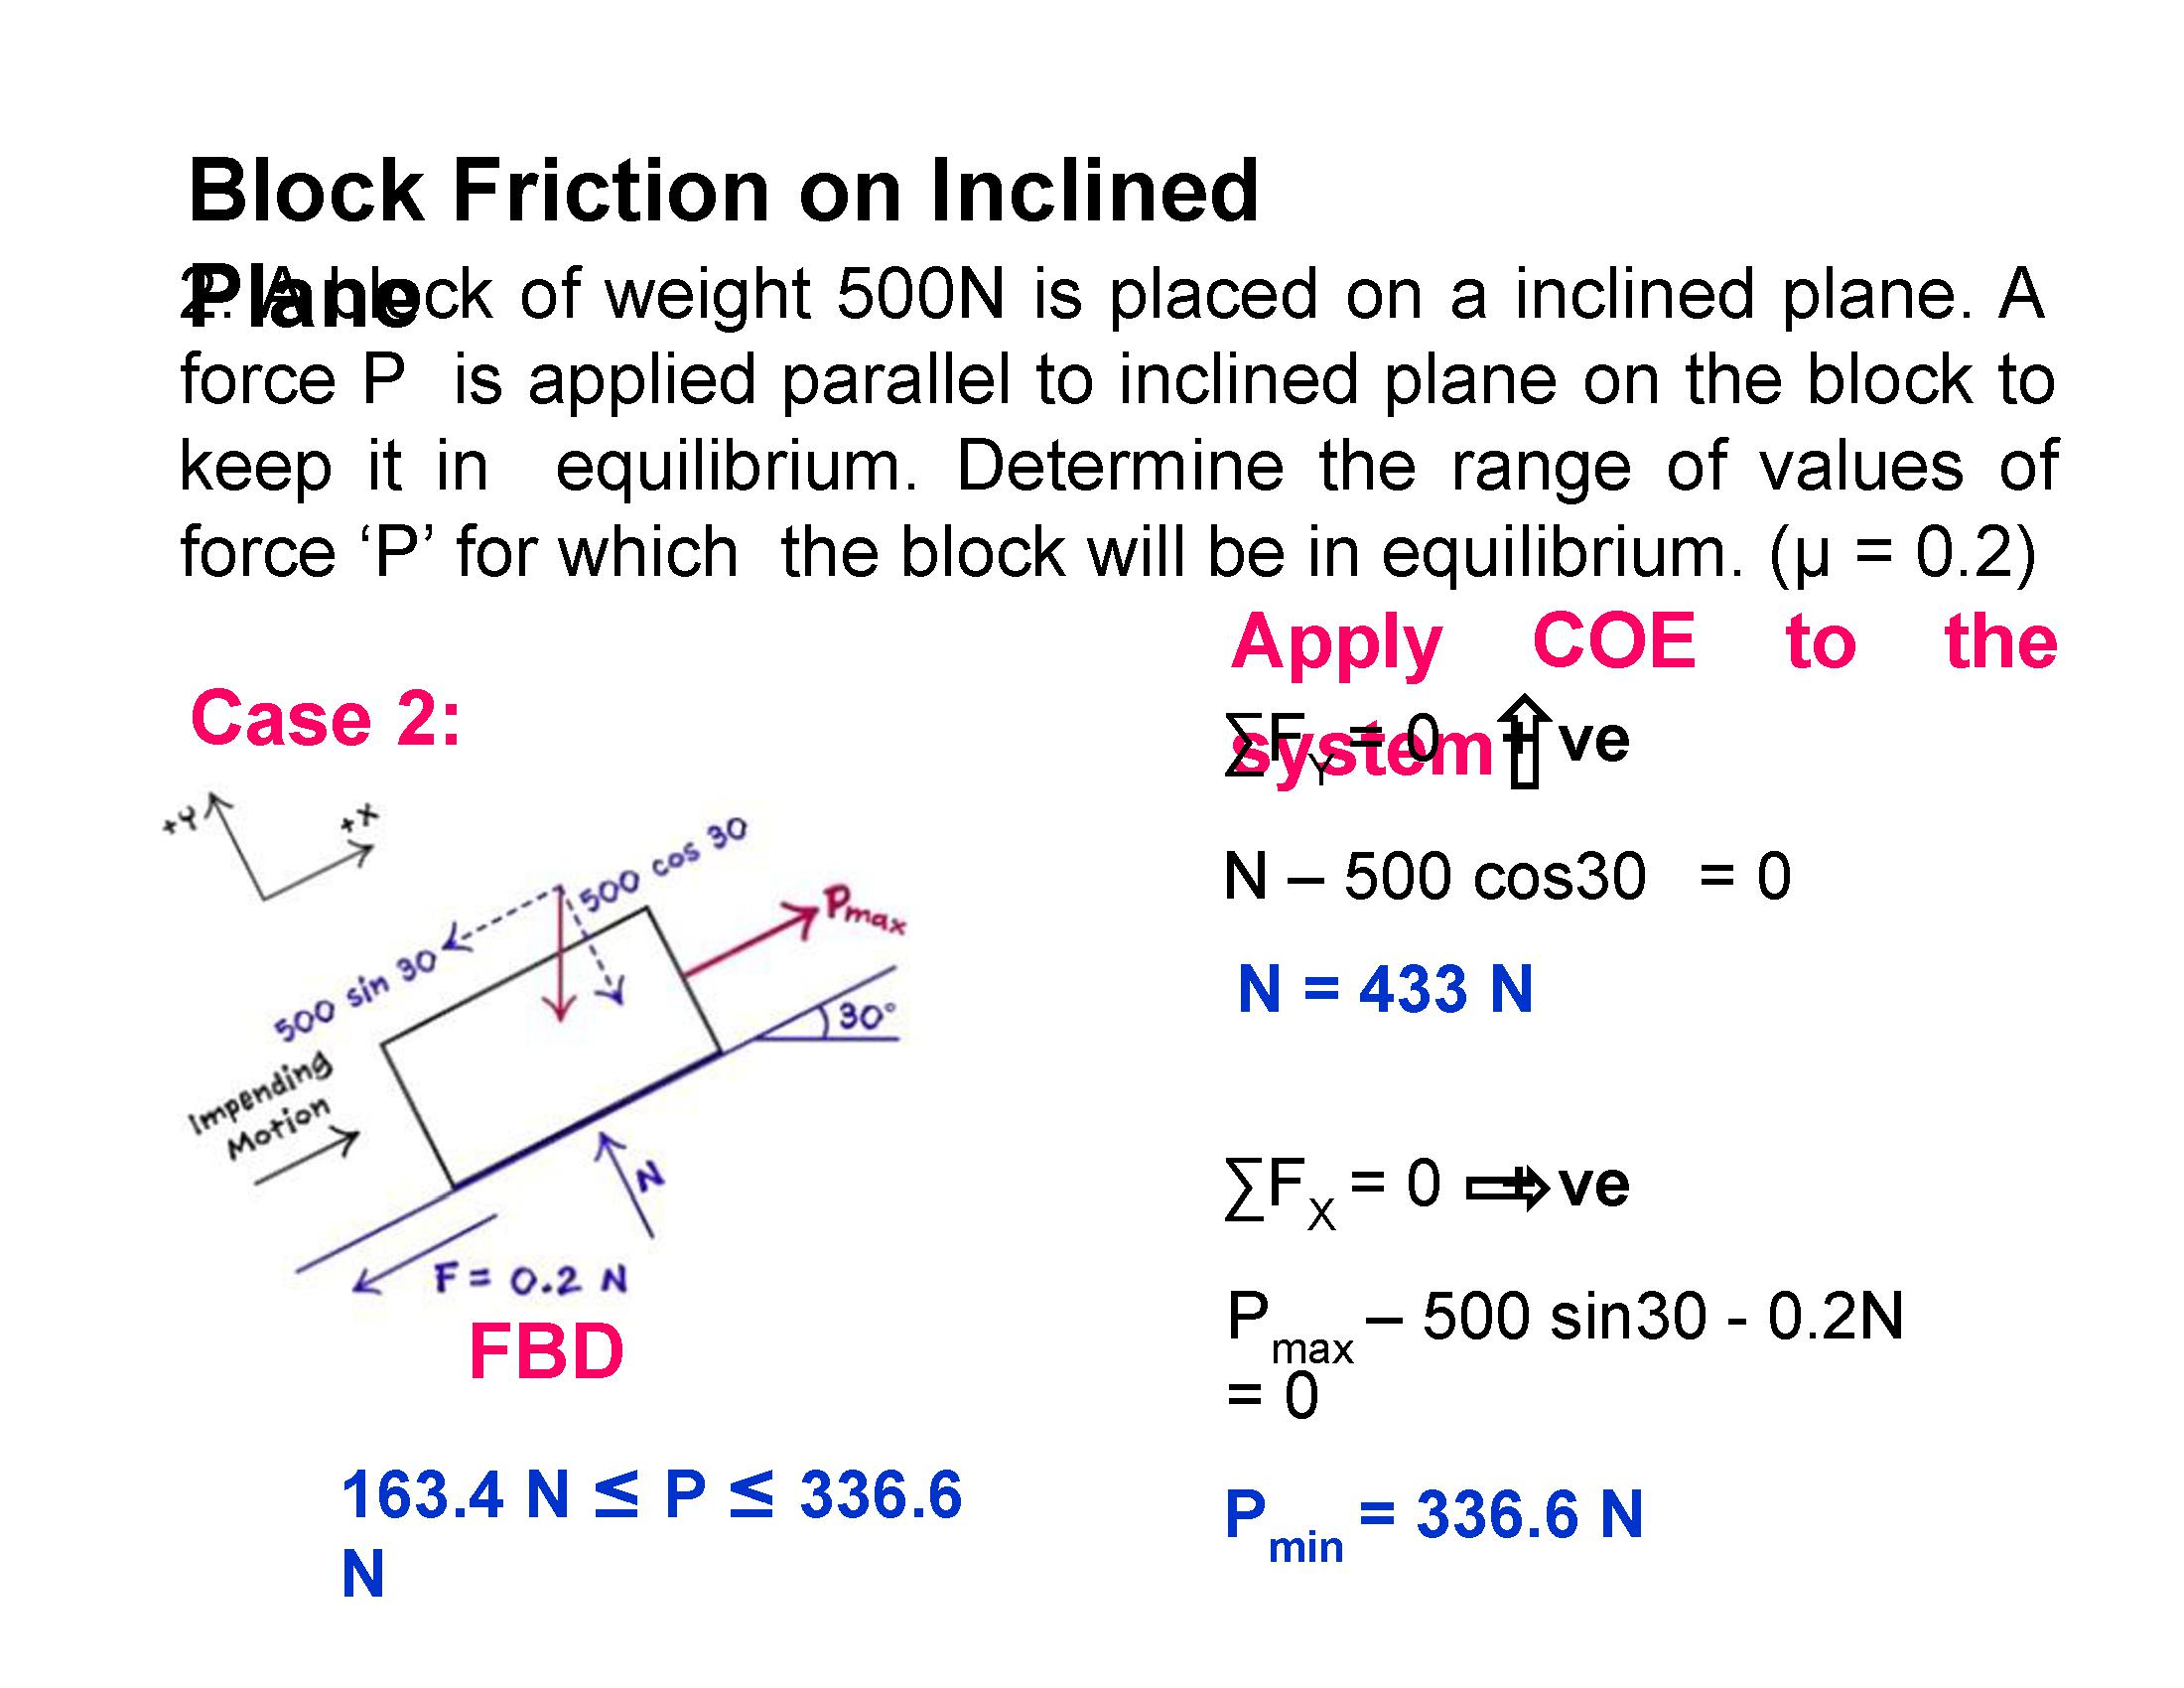 Block Friction on Inclined
Plane
2. A block of weight 500N is placed on a inclined plane. A
force P is applied parallel to inclined plane on the block to
keep it in equilibrium. Determine the range of values of
force ‘P’ for which the block will be in equilibrium. (μ = 0.2)
Case 2:
+Y
+X
500 cos 30
Pmax
500 sin 30
30°
Impending
Motion
N
F = 0.2 N
FBD
163.4 N ≤ P ≤ 336.6
N
Apply COE to the
system
∑FY = 0 + ve
N – 500 cos30 = 0
N = 433 N
∑FX = 0 + ve
Pmax – 500 sin30 - 0.2N
= 0
Pmin = 336.6 N